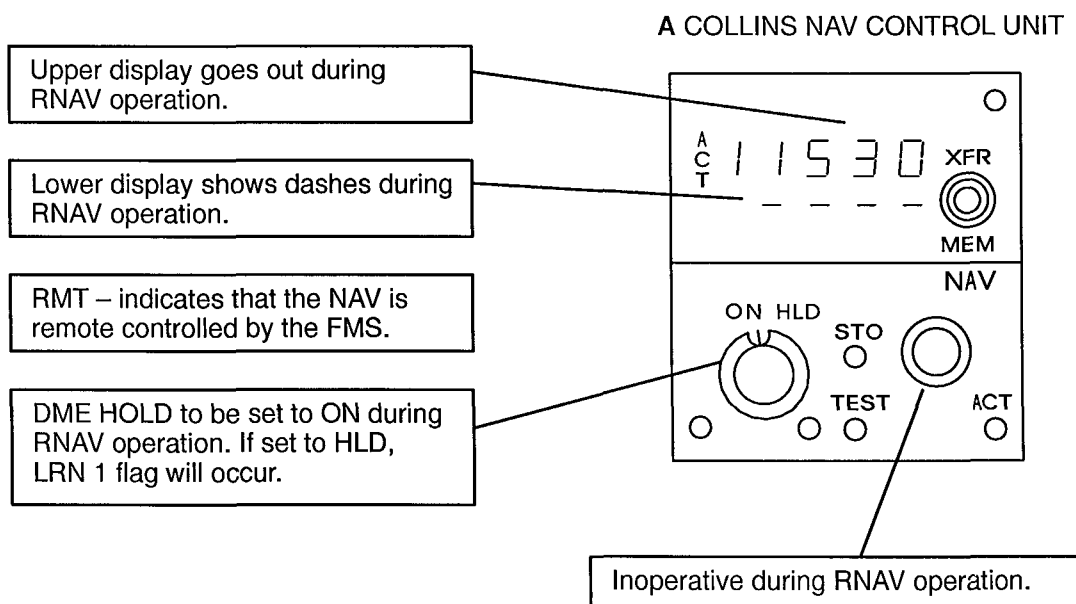 A COLLINS NAV CONTROL UNIT
Upper display goes out during
RNAV operation.
Lower display shows dashes during
RNAV operation.
RMT – indicates that the NAV is
remote controlled by the FMS.
DME HOLD to be set to ON during
RNAV operation. If set to HLD,
LRN 1 flag will occur.
ACT 11530 XFR
– – – –
MEM
NAV
ON HLD
STO
TEST
ACT
Inoperative during RNAV operation.